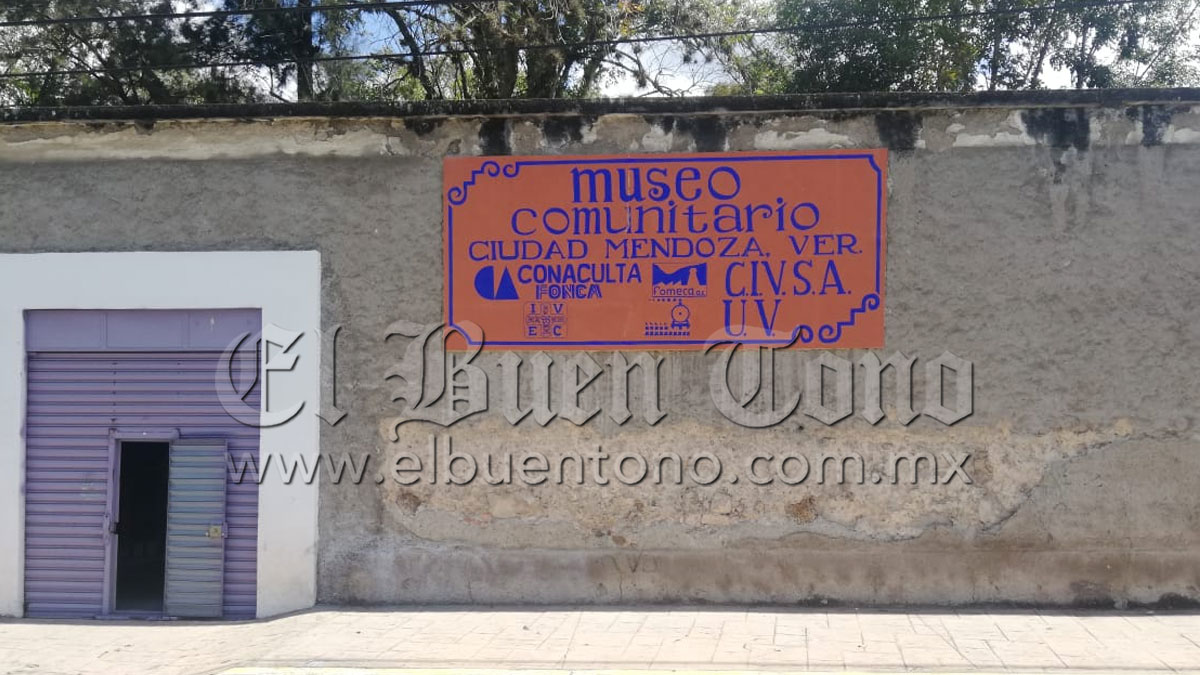 museo
comunitario
CIUDAD MENDOZA, VER.
CONACULTA
FONCA
fomeca a.c.
C.I.V.S.A.
I V
E C
U.V.
El Buen Tono
www.elbuentono.com.mx